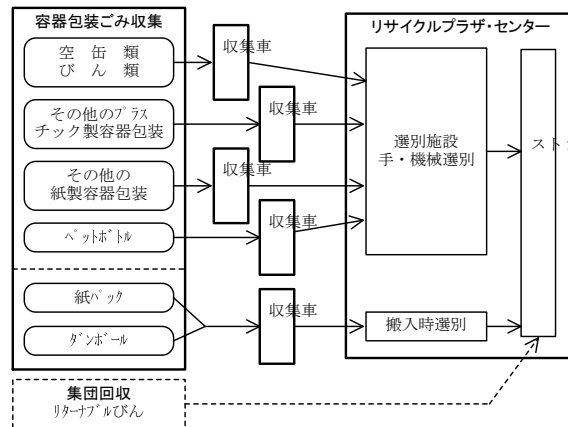 容器包装ごみ収集
空 缶 類
びん 類
その他のﾌﾟﾗｽ
チック製容器包装
その他の
紙製容器包装
ﾍﾟｯﾄﾎﾞﾄﾙ
紙ﾊﾟｯｸ
ﾀﾞﾝﾎﾞｰﾙ
集団回収
ﾘﾀｰﾅﾌﾞﾙびん
収集車
収集車
収集車
収集車
収集車
リサイクルプラザ・センター
選別施設
手・機械選別
搬入時選別
スト